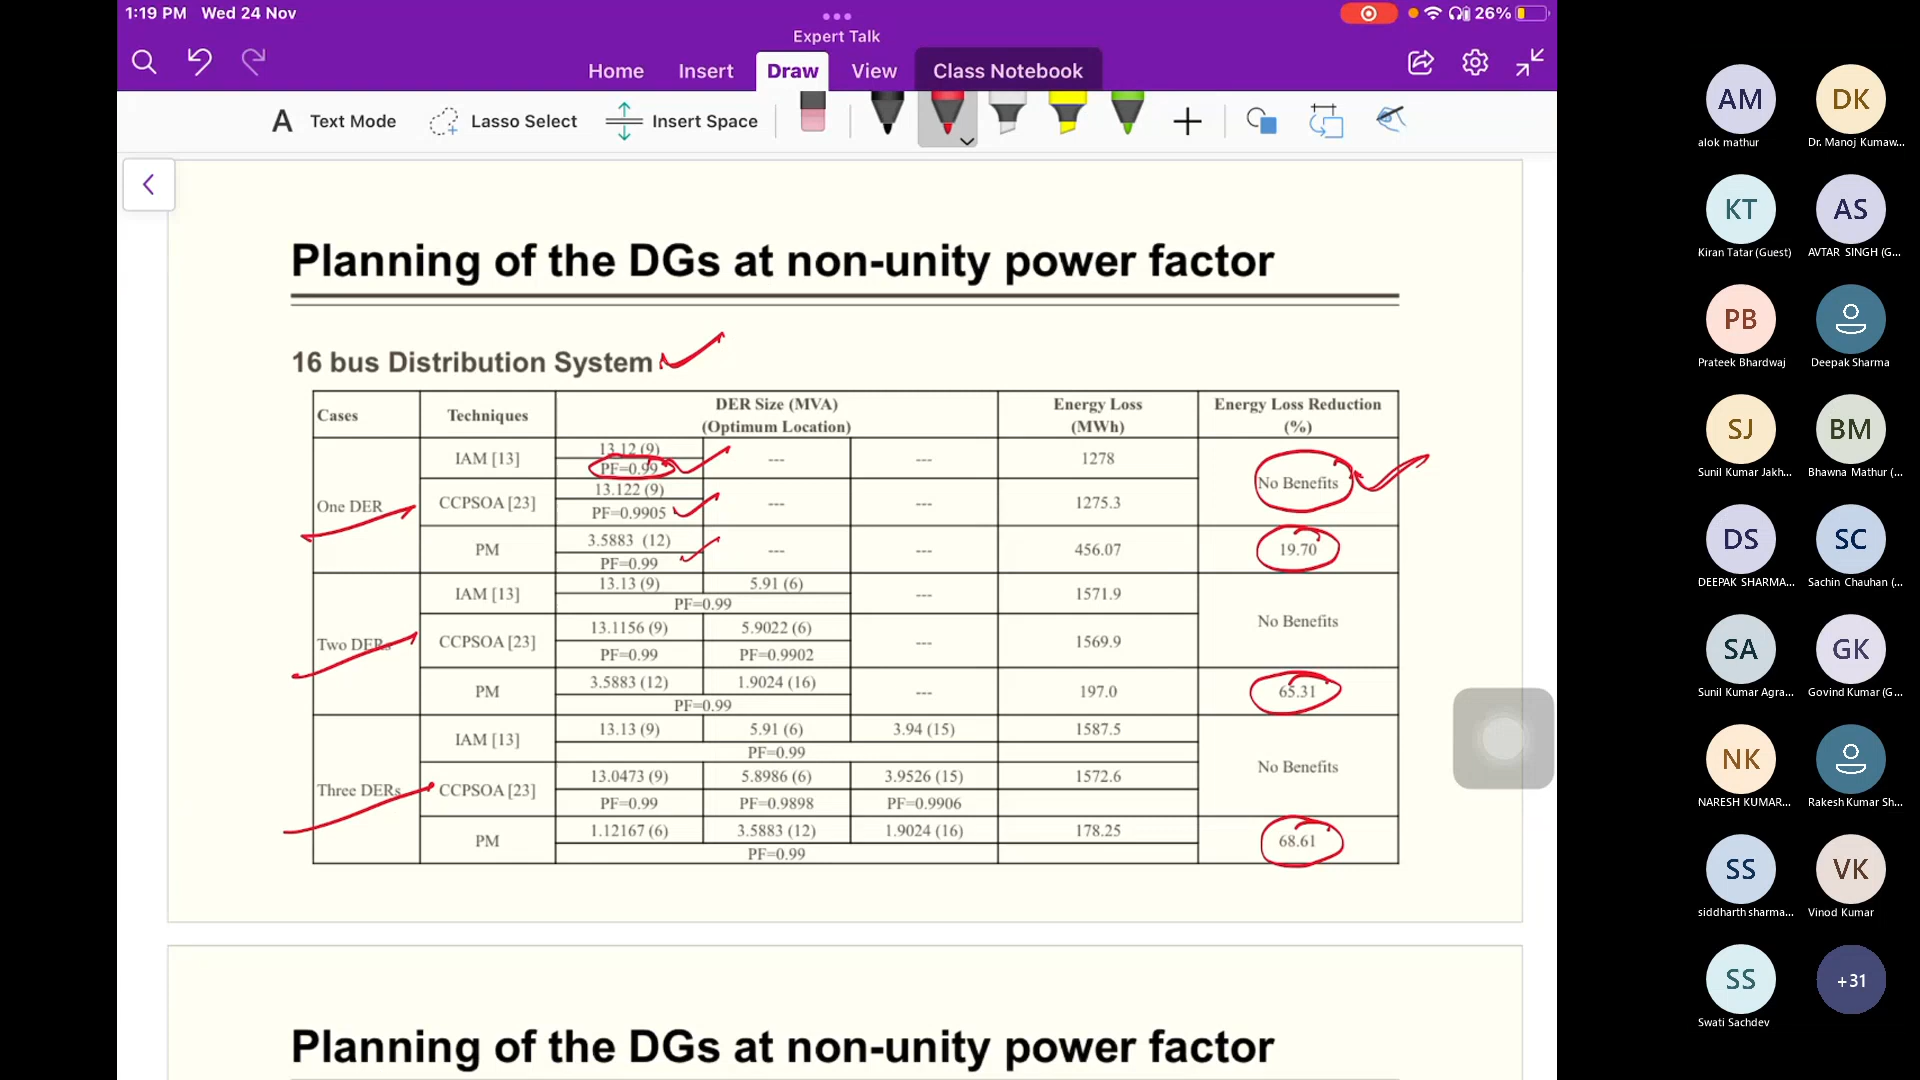 1:19 PM Wed 24 Nov
26%
Expert Talk
Home Insert Draw View Class Notebook
A Text Mode Lasso Select Insert Space
Planning of the DGs at non-unity power factor
16 bus Distribution System
Cases Techniques DER Size (MVA) (Optimum Location) Energy Loss (MWh) Energy Loss Reduction (%)
One DER
IAM [13] 13.12 (9) --- --- 1278 No Benefits
PF=0.99
CCPSOA [23] 13.122 (9) --- --- 1275.3
PF=0.9905
PM 3.5883 (12) --- --- 456.07 19.70
PF=0.99
Two DERs
IAM [13] 13.13 (9) 5.91 (6) --- 1571.9 No Benefits
PF=0.99
CCPSOA [23] 13.1156 (9) 5.9022 (6) --- 1569.9
PF=0.99 PF=0.9902
PM 3.5883 (12) 1.9024 (16) --- 197.0 65.31
PF=0.99
Three DERs
IAM [13] 13.13 (9) 5.91 (6) 3.94 (15) 1587.5 No Benefits
PF=0.99
CCPSOA [23] 13.0473 (9) 5.8986 (6) 3.9526 (15) 1572.6
PF=0.99 PF=0.9898 PF=0.9906
PM 1.12167 (6) 3.5883 (12) 1.9024 (16) 178.25 68.61
PF=0.99
Planning of the DGs at non-unity power factor
AM DK
alok mathur Dr. Manoj Kumaw...
KT AS
Kiran Tatar (Guest) AVTAR SINGH (G...
PB
Prateek Bhardwaj Deepak Sharma
SJ BM
Sunil Kumar Jakh... Bhawna Mathur (...
DS SC
DEEPAK SHARMA... Sachin Chauhan (...
SA GK
Sunil Kumar Agra... Govind Kumar (G...
NK
NARESH KUMAR... Rakesh Kumar Sh...
SS VK
siddharth sharma... Vinod Kumar
SS +31
Swati Sachdev